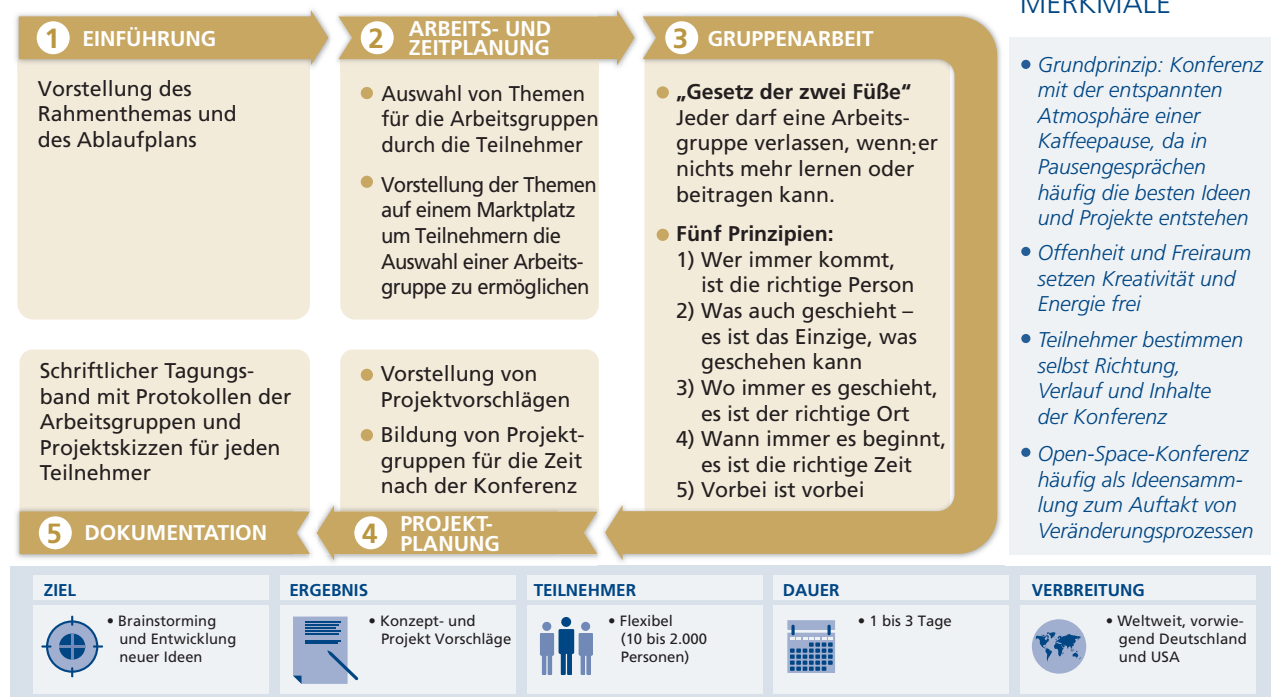 MERKMALE
1 EINFÜHRUNG
Vorstellung des
Rahmenthemas und
des Ablaufplans
2 ARBEITS- UND
ZEITPLANUNG
• Auswahl von Themen
für die Arbeitsgruppen
durch die Teilnehmer
• Vorstellung der Themen
auf einem Marktplatz
um Teilnehmern die
Auswahl einer Arbeits-
gruppe zu ermöglichen
3 GRUPPENARBEIT
• „Gesetz der zwei Füße“
Jeder darf eine Arbeits-
gruppe verlassen, wenn:er
nichts mehr lernen oder
beitragen kann.
• Fünf Prinzipien:
1) Wer immer kommt,
ist die richtige Person
2) Was auch geschieht –
es ist das Einzige, was
geschehen kann
3) Wo immer es geschieht,
es ist der richtige Ort
4) Wann immer es beginnt,
es ist die richtige Zeit
5) Vorbei ist vorbei
• Vorstellung von
Projektvorschlägen
• Bildung von Projekt-
gruppen für die Zeit
nach der Konferenz
4 PROJEKT-
PLANUNG
Schriftlicher Tagungs-
band mit Protokollen der
Arbeitsgruppen und
Projektskizzen für jeden
Teilnehmer
5 DOKUMENTATION
• Grundprinzip: Konferenz
mit der entspannten
Atmosphäre einer
Kaffeepause, da in
Pausengesprächen
häufig die besten Ideen
und Projekte entstehen
• Offenheit und Freiraum
setzen Kreativität und
Energie frei
• Teilnehmer bestimmen
selbst Richtung,
Verlauf und Inhalte
der Konferenz
• Open-Space-Konferenz
häufig als Ideensamm-
lung zum Auftakt von
Veränderungsprozessen
ZIEL
• Brainstorming
und Entwicklung
neuer Ideen
ERGEBNIS
• Konzept- und
Projekt Vorschläge
TEILNEHMER
• Flexibel
(10 bis 2.000
Personen)
DAUER
• 1 bis 3 Tage
VERBREITUNG
• Weltweit, vorwie-
gend Deutschland
und USA